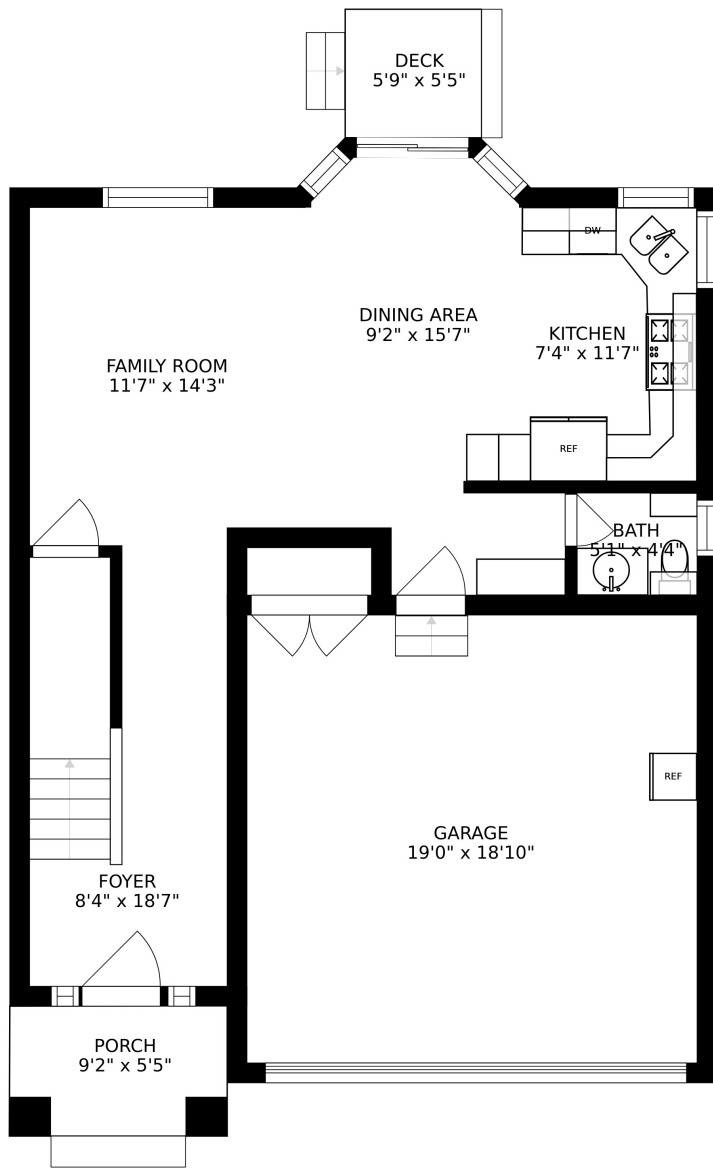 DECK
5'9" x 5'5"
DW
DINING AREA
9'2" x 15'7"
KITCHEN
7'4" x 11'7"
FAMILY ROOM
11'7" x 14'3"
REF
BATH
5'1" x 4'4"
REF
GARAGE
19'0" x 18'10"
FOYER
8'4" x 18'7"
PORCH
9'2" x 5'5"